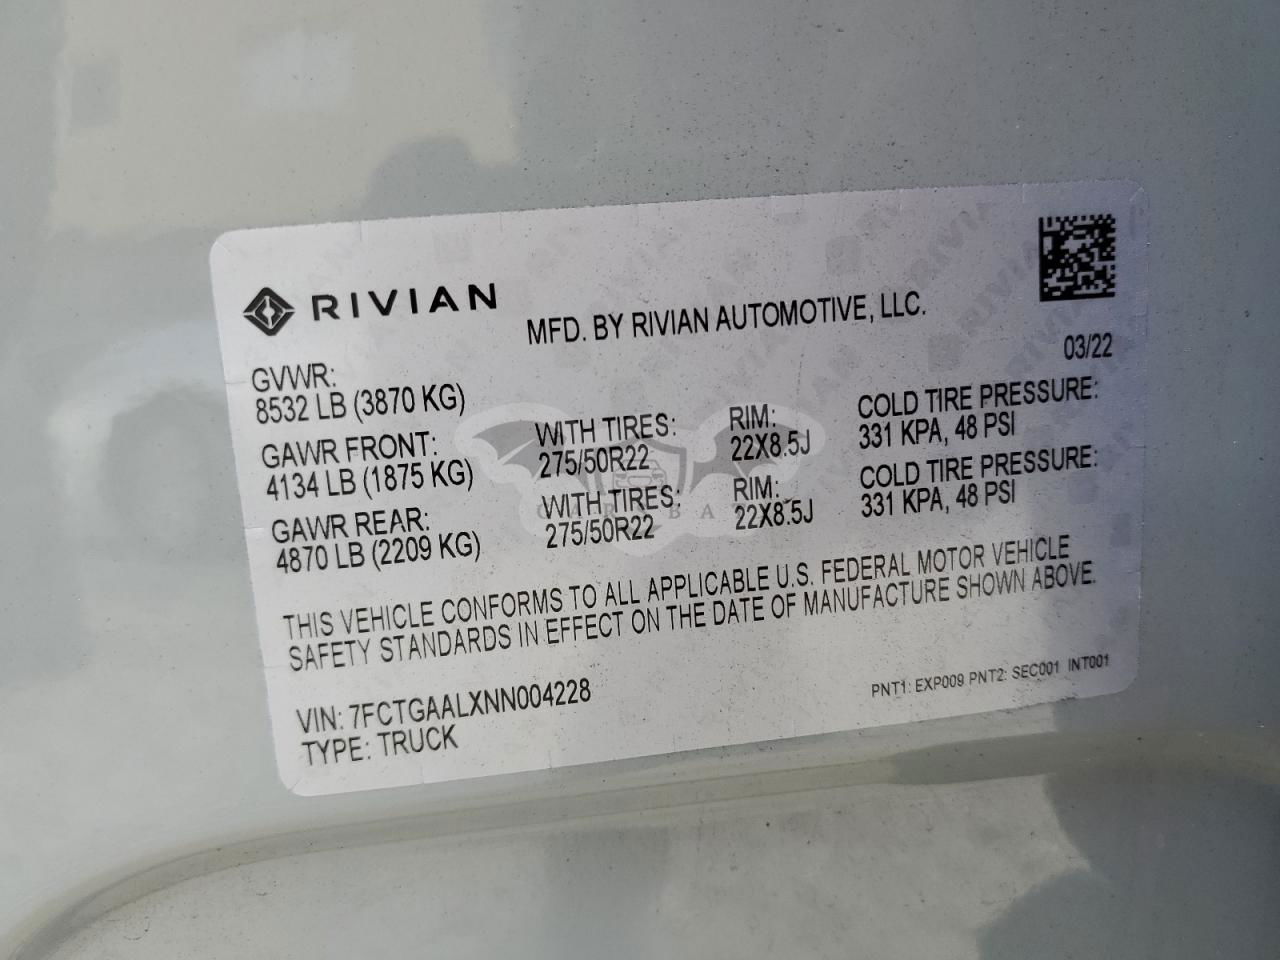 RIVIAN
MFD. BY RIVIAN AUTOMOTIVE, LLC.
03/22
GVWR:
8532 LB (3870 KG)
GAWR FRONT: WITH TIRES: RIM: COLD TIRE PRESSURE:
4134 LB (1875 KG) 275/50R22 22X8.5J 331 KPA, 48 PSI
GAWR REAR: WITH TIRES: RIM: COLD TIRE PRESSURE:
4870 LB (2209 KG) 275/50R22 22X8.5J 331 KPA, 48 PSI
THIS VEHICLE CONFORMS TO ALL APPLICABLE U.S. FEDERAL MOTOR VEHICLE
SAFETY STANDARDS IN EFFECT ON THE DATE OF MANUFACTURE SHOWN ABOVE.
PNT1: EXP009 PNT2: SEC001 INT001
VIN: 7FCTGAALXNN004228
TYPE: TRUCK